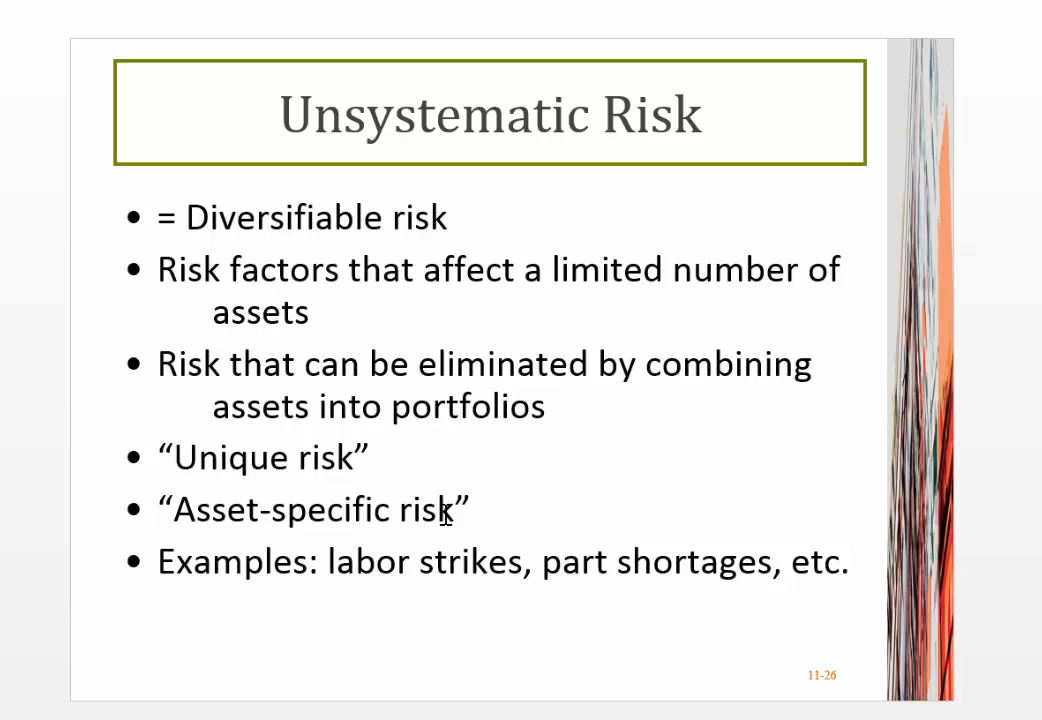 Unsystematic Risk
• = Diversifiable risk
• Risk factors that affect a limited number of
assets
• Risk that can be eliminated by combining
assets into portfolios
• “Unique risk”
• “Asset-specific risk”
• Examples: labor strikes, part shortages, etc.
11-26